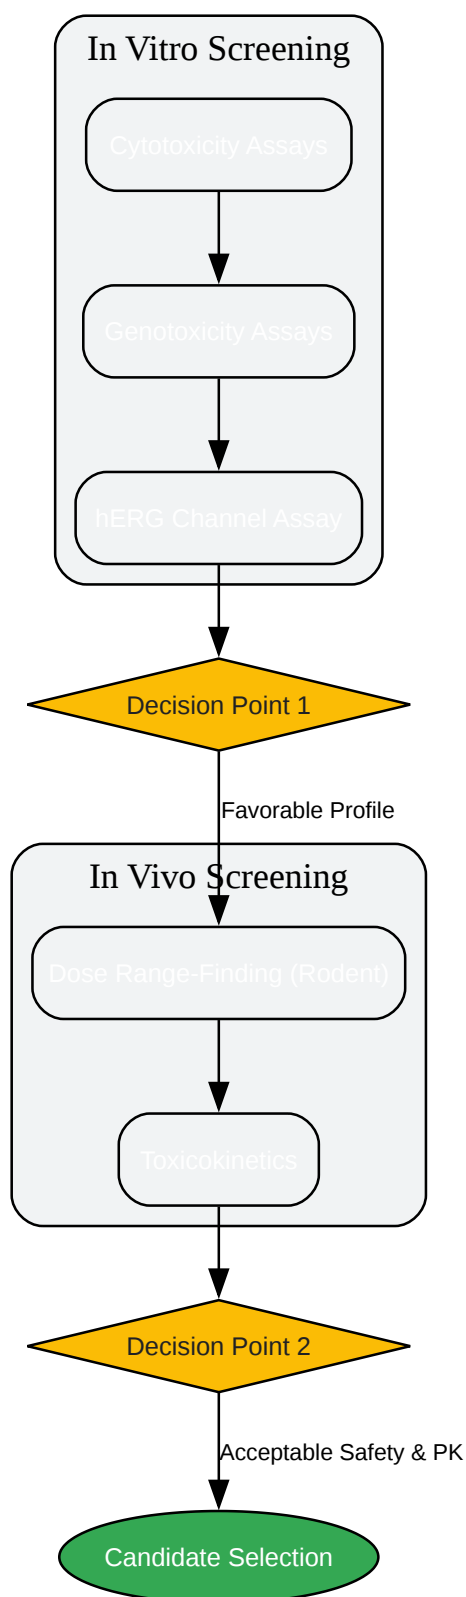 In Vitro Screening
Cytotoxicity Assays
Genotoxicity Assays
hERG Channel Assay
Decision Point 1
Favorable Profile
In Vivo Screening
Dose Range-Finding (Rodent)
Toxicokinetics
Decision Point 2
Acceptable Safety & PK
Candidate Selection